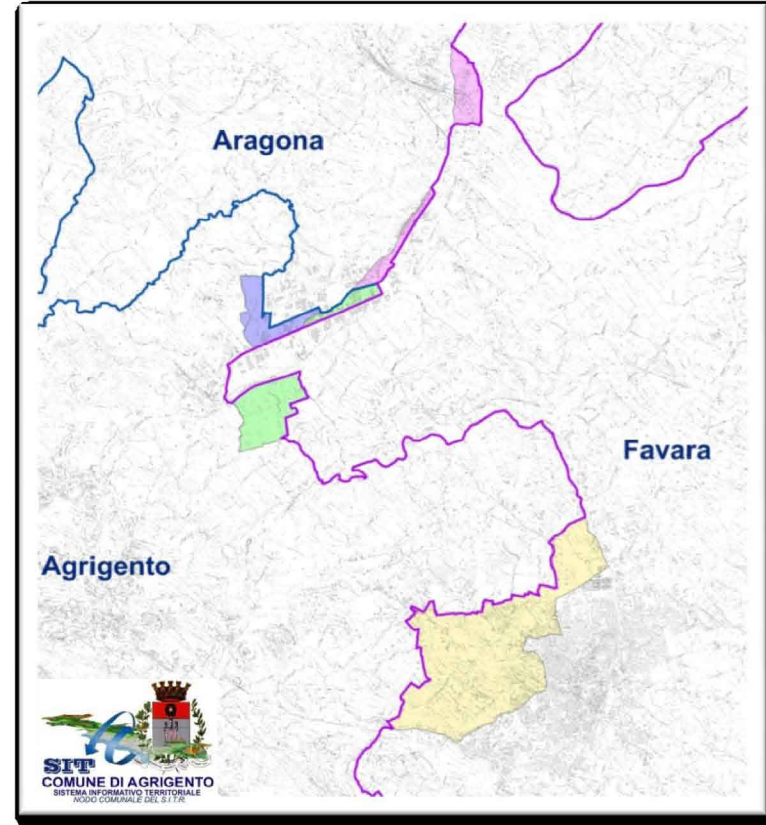 Aragona
Favara
Agrigento
SIT
COMUNE DI AGRIGENTO
SISTEMA INFORMATIVO TERRITORIALE
NODO COMUNALE DEL S.I.T.R.